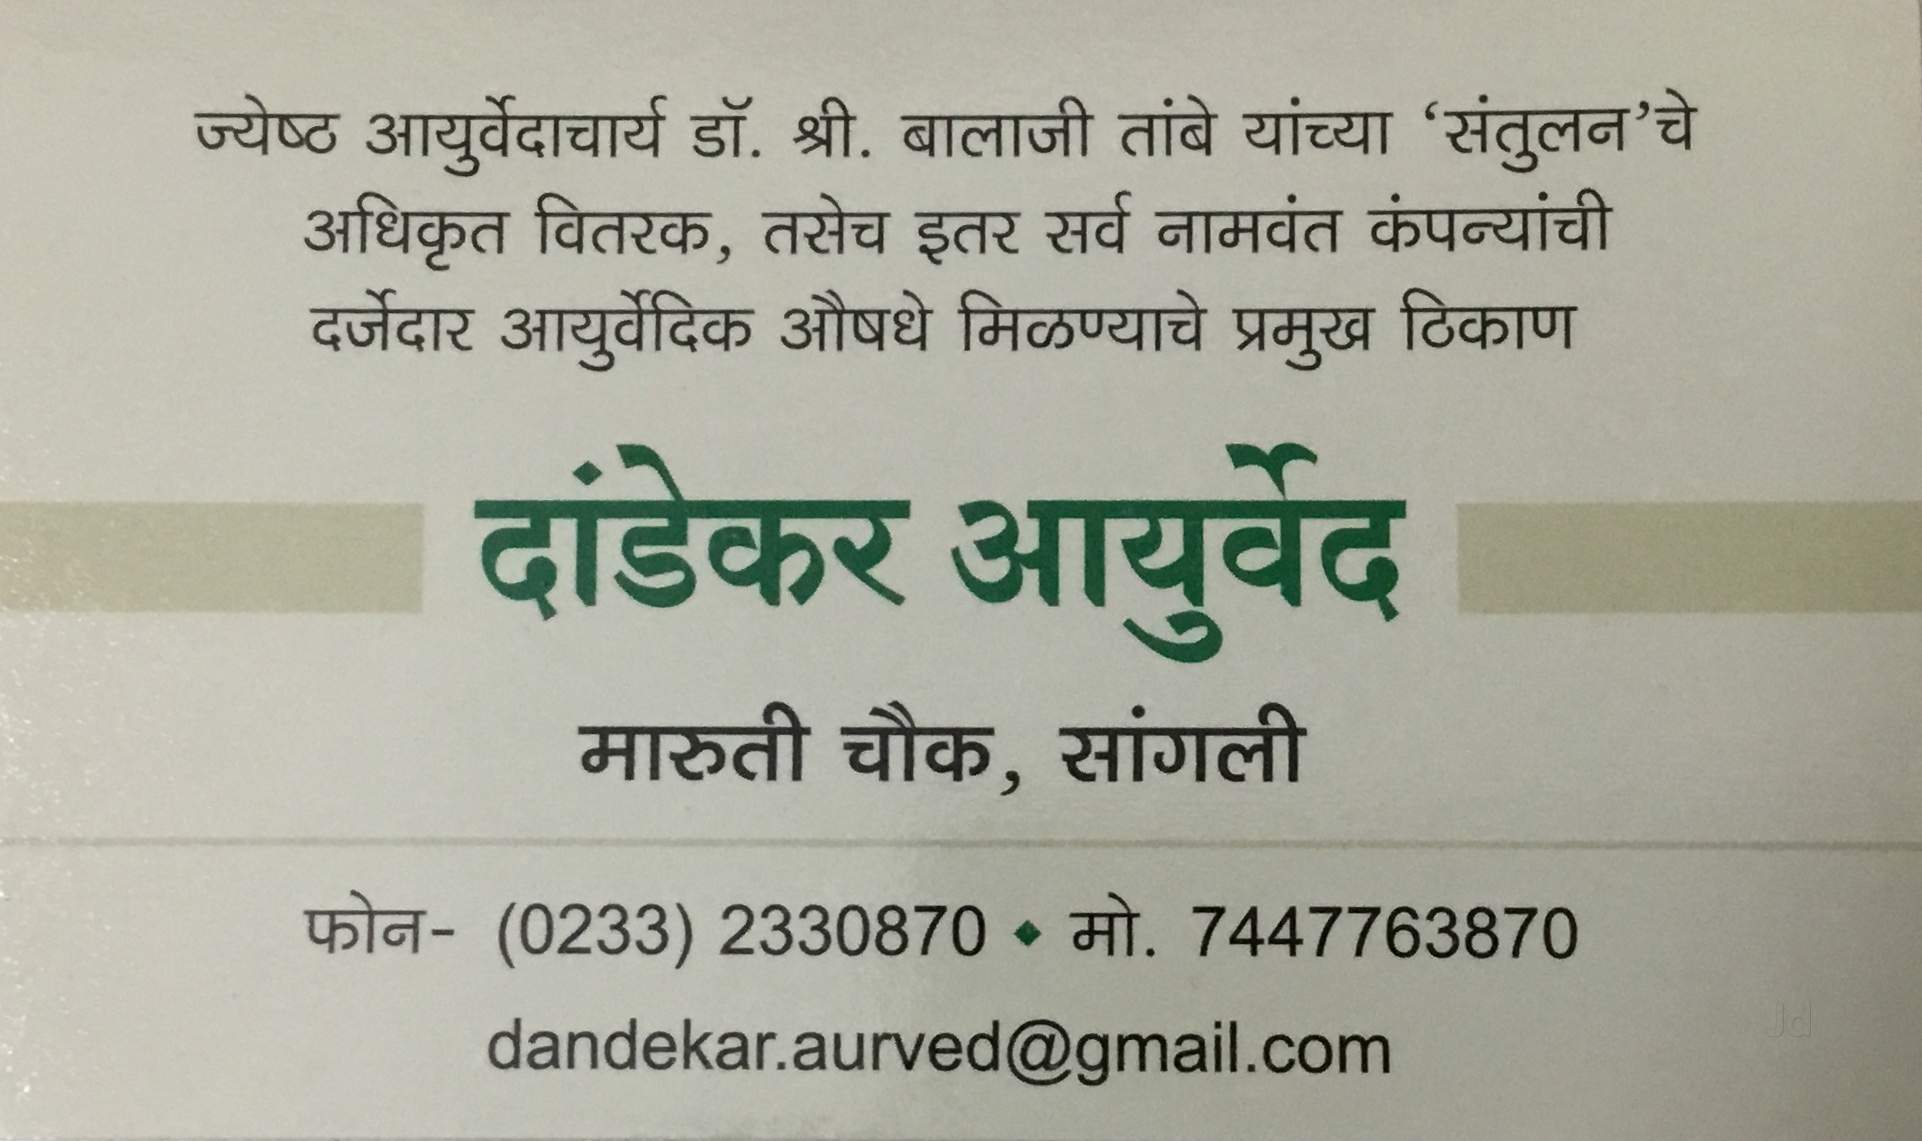 ज्येष्ठ आयुर्वेदाचार्य डॉ. श्री. बालाजी तांबे यांच्या ‘संतुलन’चे
अधिकृत वितरक, तसेच इतर सर्व नामवंत कंपन्यांची
दर्जेदार आयुर्वेदिक औषधे मिळण्याचे प्रमुख ठिकाण
दांडेकर आयुर्वेद
मारुती चौक, सांगली
फोन- (0233) 2330870 ◆ मो. 7447763870
dandekar.aurved@gmail.com
Jd